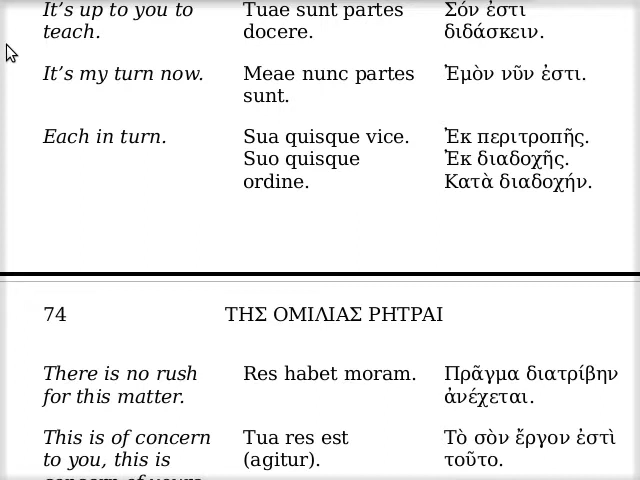 It’s up to you to
teach.
Tuae sunt partes
docere.
Σόν ἐστι
διδάσκειν.
It’s my turn now.
Meae nunc partes
sunt.
Ἐμὸν νῦν ἐστι.
Each in turn.
Sua quisque vice.
Suo quisque
ordine.
Ἐκ περιτροπῆς.
Ἐκ διαδοχῆς.
Κατὰ διαδοχήν.
74
ΤΗΣ ΟΜΙΛΙΑΣ ΡΗΤΡΑΙ
There is no rush
for this matter.
Res habet moram.
Πρᾶγμα διατρίβην
ἀνέχεται.
This is of concern
to you, this is
Tua res est
(agitur).
Τὸ σὸν ἔργον ἐστὶ
τοῦτο.